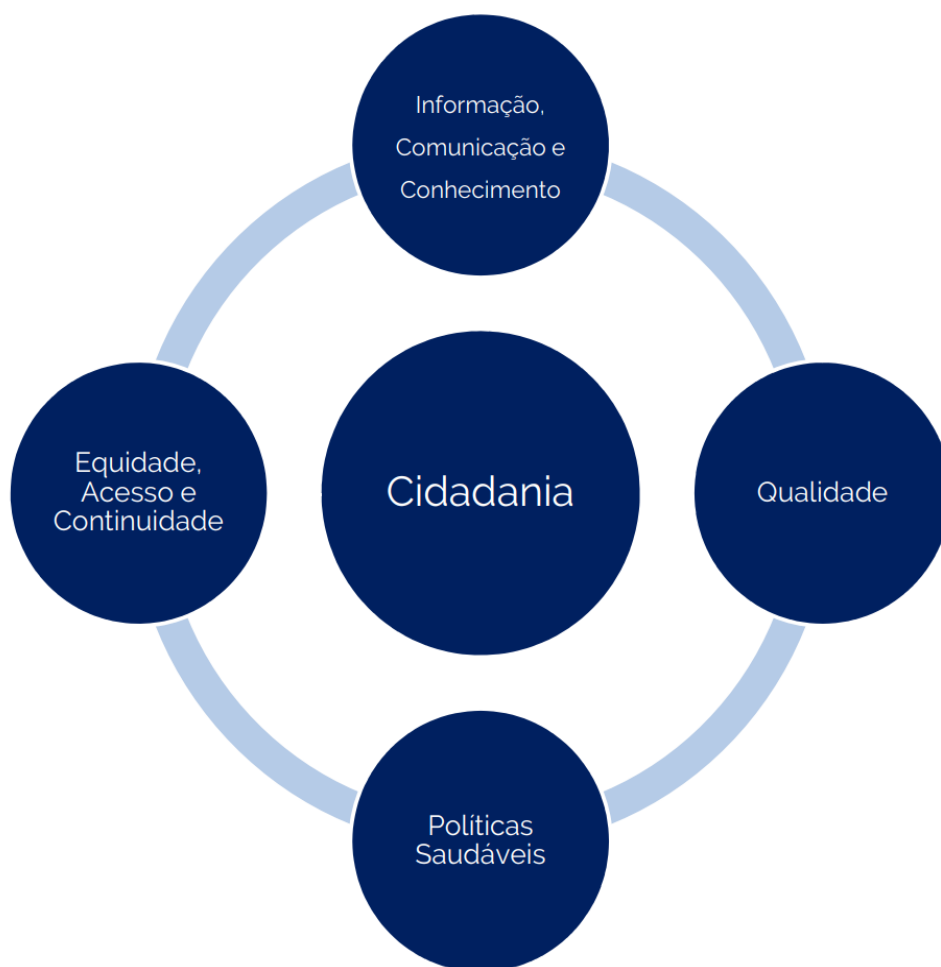 Informação,
Comunicação e
Conhecimento
Equidade,
Acesso e
Continuidade
Cidadania
Qualidade
Políticas
Saudáveis